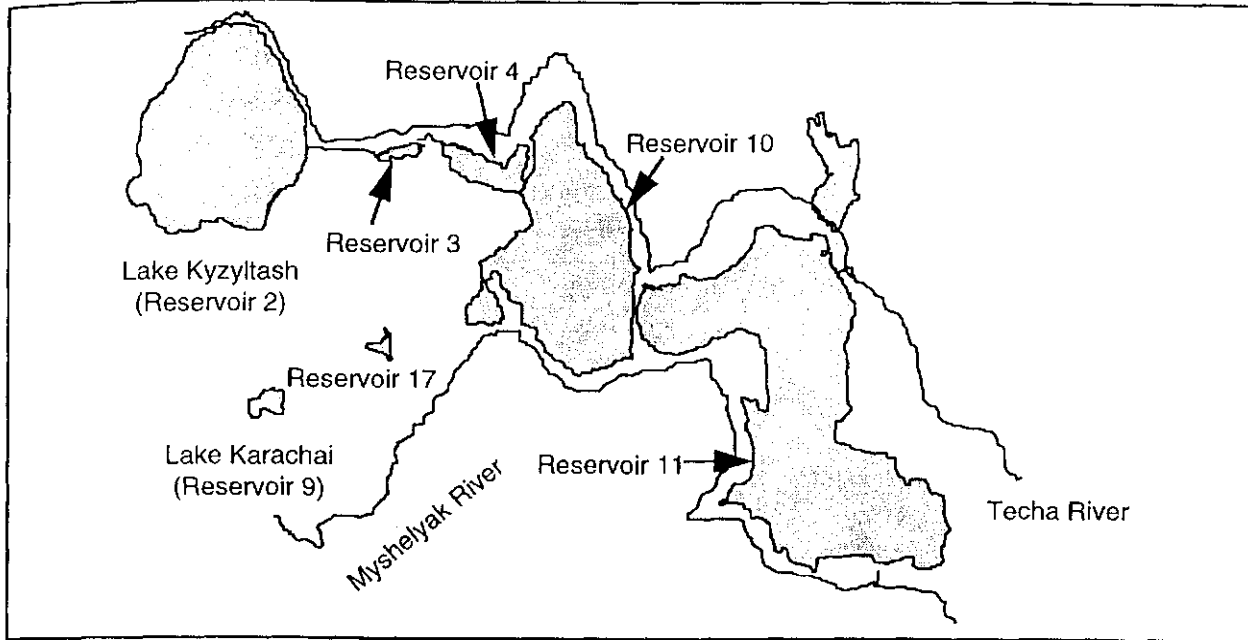 Reservoir 4
Reservoir 10
Reservoir 3
Lake Kyzyltash
(Reservoir 2)
Reservoir 17
Lake Karachai
(Reservoir 9)
Reservoir 11
Myshelyak River
Techa River